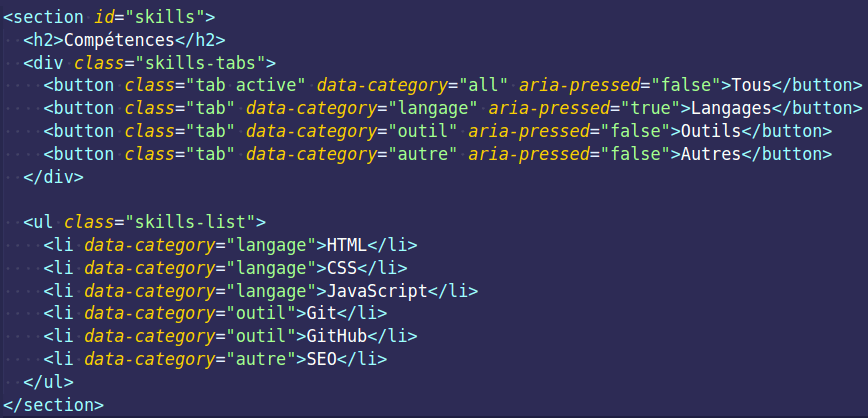 <section id="skills">
  <h2>Compétences</h2>
  <div class="skills-tabs">
    <button class="tab active" data-category="all" aria-pressed="false">Tous</button>
    <button class="tab" data-category="langage" aria-pressed="true">Langages</button>
    <button class="tab" data-category="outil" aria-pressed="false">Outils</button>
    <button class="tab" data-category="autre" aria-pressed="false">Autres</button>
  </div>

  <ul class="skills-list">
    <li data-category="langage">HTML</li>
    <li data-category="langage">CSS</li>
    <li data-category="langage">JavaScript</li>
    <li data-category="outil">Git</li>
    <li data-category="outil">GitHub</li>
    <li data-category="autre">SEO</li>
  </ul>
</section>